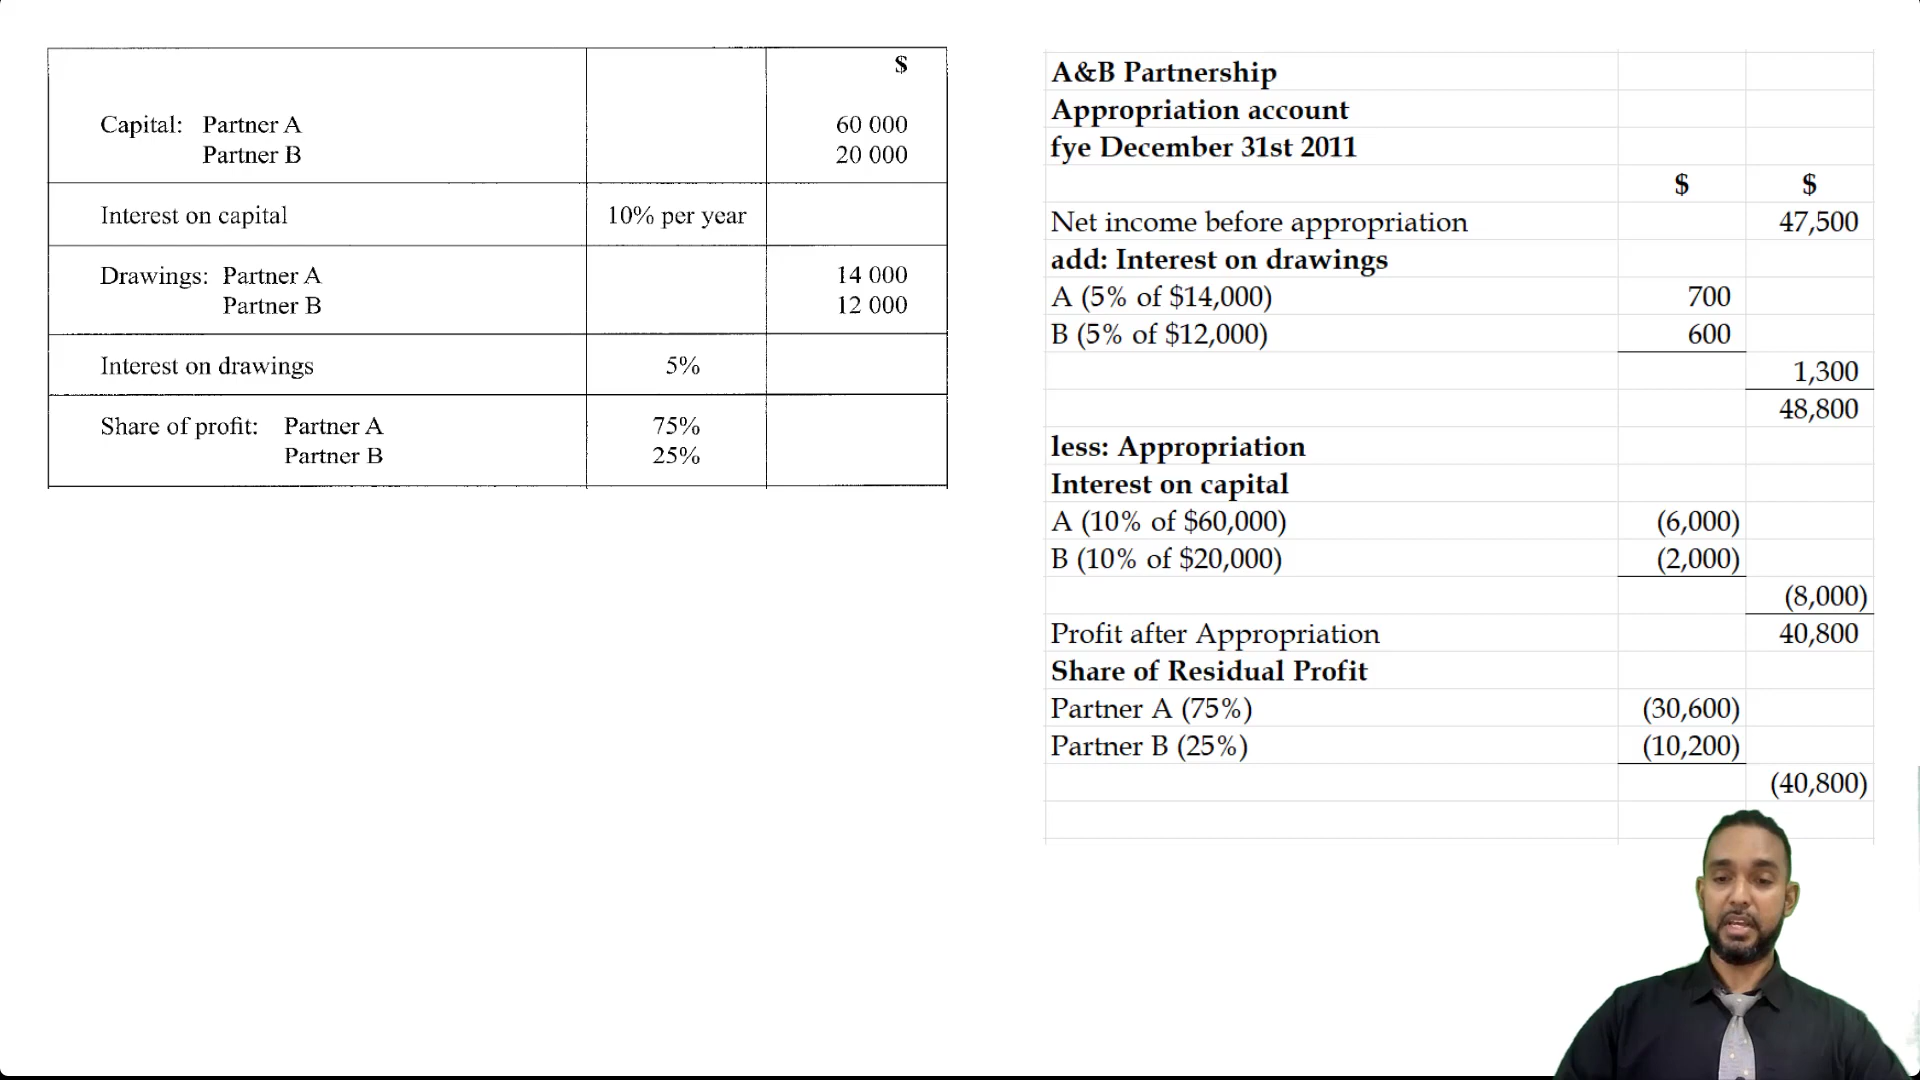 $
Capital: Partner A 60 000
Partner B 20 000
Interest on capital 10% per year
Drawings: Partner A 14 000
Partner B 12 000
Interest on drawings 5%
Share of profit: Partner A 75%
Partner B 25%
A&B Partnership
Appropriation account
fye December 31st 2011
$ $
Net income before appropriation 47,500
add: Interest on drawings
A (5% of $14,000) 700
B (5% of $12,000) 600
1,300
48,800
less: Appropriation
Interest on capital
A (10% of $60,000) (6,000)
B (10% of $20,000) (2,000)
(8,000)
Profit after Appropriation 40,800
Share of Residual Profit
Partner A (75%) (30,600)
Partner B (25%) (10,200)
(40,800)